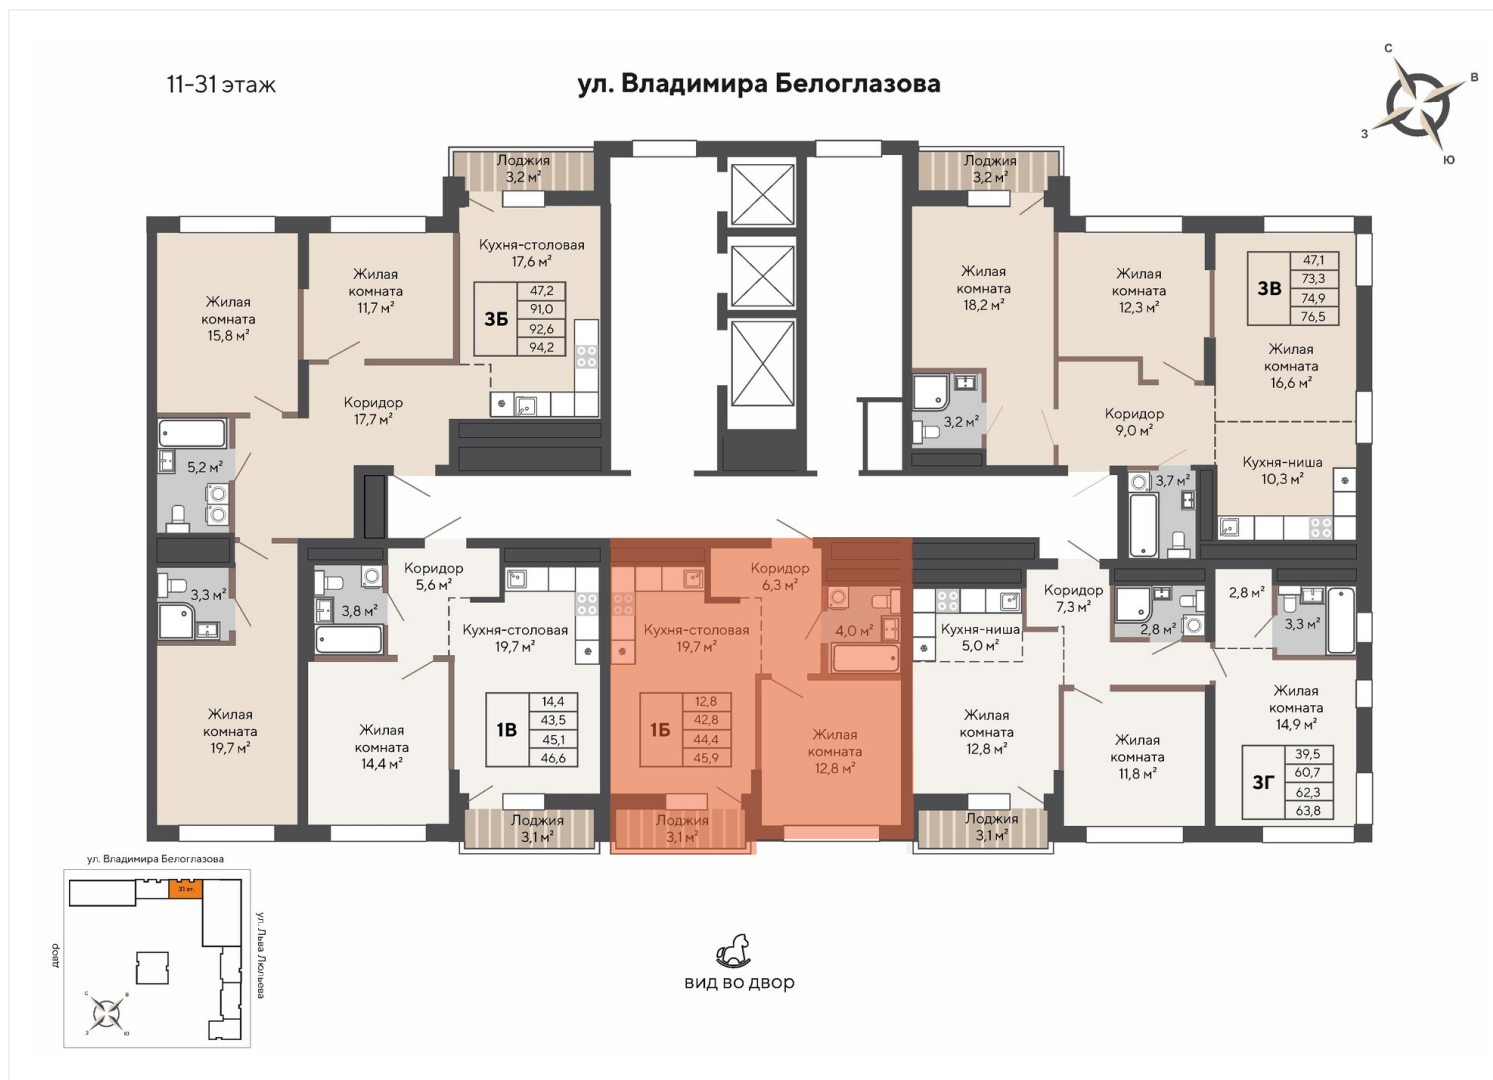 11-31 этаж
ул. Владимира Белоглазова
С
В
З
Ю
Лоджия
3,2 м²
Кухня-столовая
17,6 м²
3Б
47,2
91,0
92,6
94,2
Жилая
комната
11,7 м²
Жилая
комната
15,8 м²
Коридор
17,7 м²
5,2 м²
3,3 м²
Жилая
комната
19,7 м²
Лоджия
3,2 м²
Жилая
комната
18,2 м²
Жилая
комната
12,3 м²
3В
47,1
73,3
74,9
76,5
Жилая
комната
16,6 м²
3,2 м²
Коридор
9,0 м²
Кухня-ниша
10,3 м²
3,7 м²
3,8 м²
Коридор
5,6 м²
Кухня-столовая
19,7 м²
1В
14,4
43,5
45,1
46,6
Жилая
комната
14,4 м²
Лоджия
3,1 м²
Коридор
6,3 м²
Кухня-столовая
19,7 м²
4,0 м²
1Б
12,8
42,8
44,4
45,9
Жилая
комната
12,8 м²
Лоджия
3,1 м²
Кухня-ниша
5,0 м²
Коридор
7,3 м²
2,8 м²
2,8 м²
3,3 м²
Жилая
комната
12,8 м²
Жилая
комната
11,8 м²
Жилая
комната
14,9 м²
3Г
39,5
60,7
62,3
63,8
Лоджия
3,1 м²
ул. Владимира Белоглазова
31 эт.
двор
ул. Льва Люльева
С
В
З
Ю
вид во двор